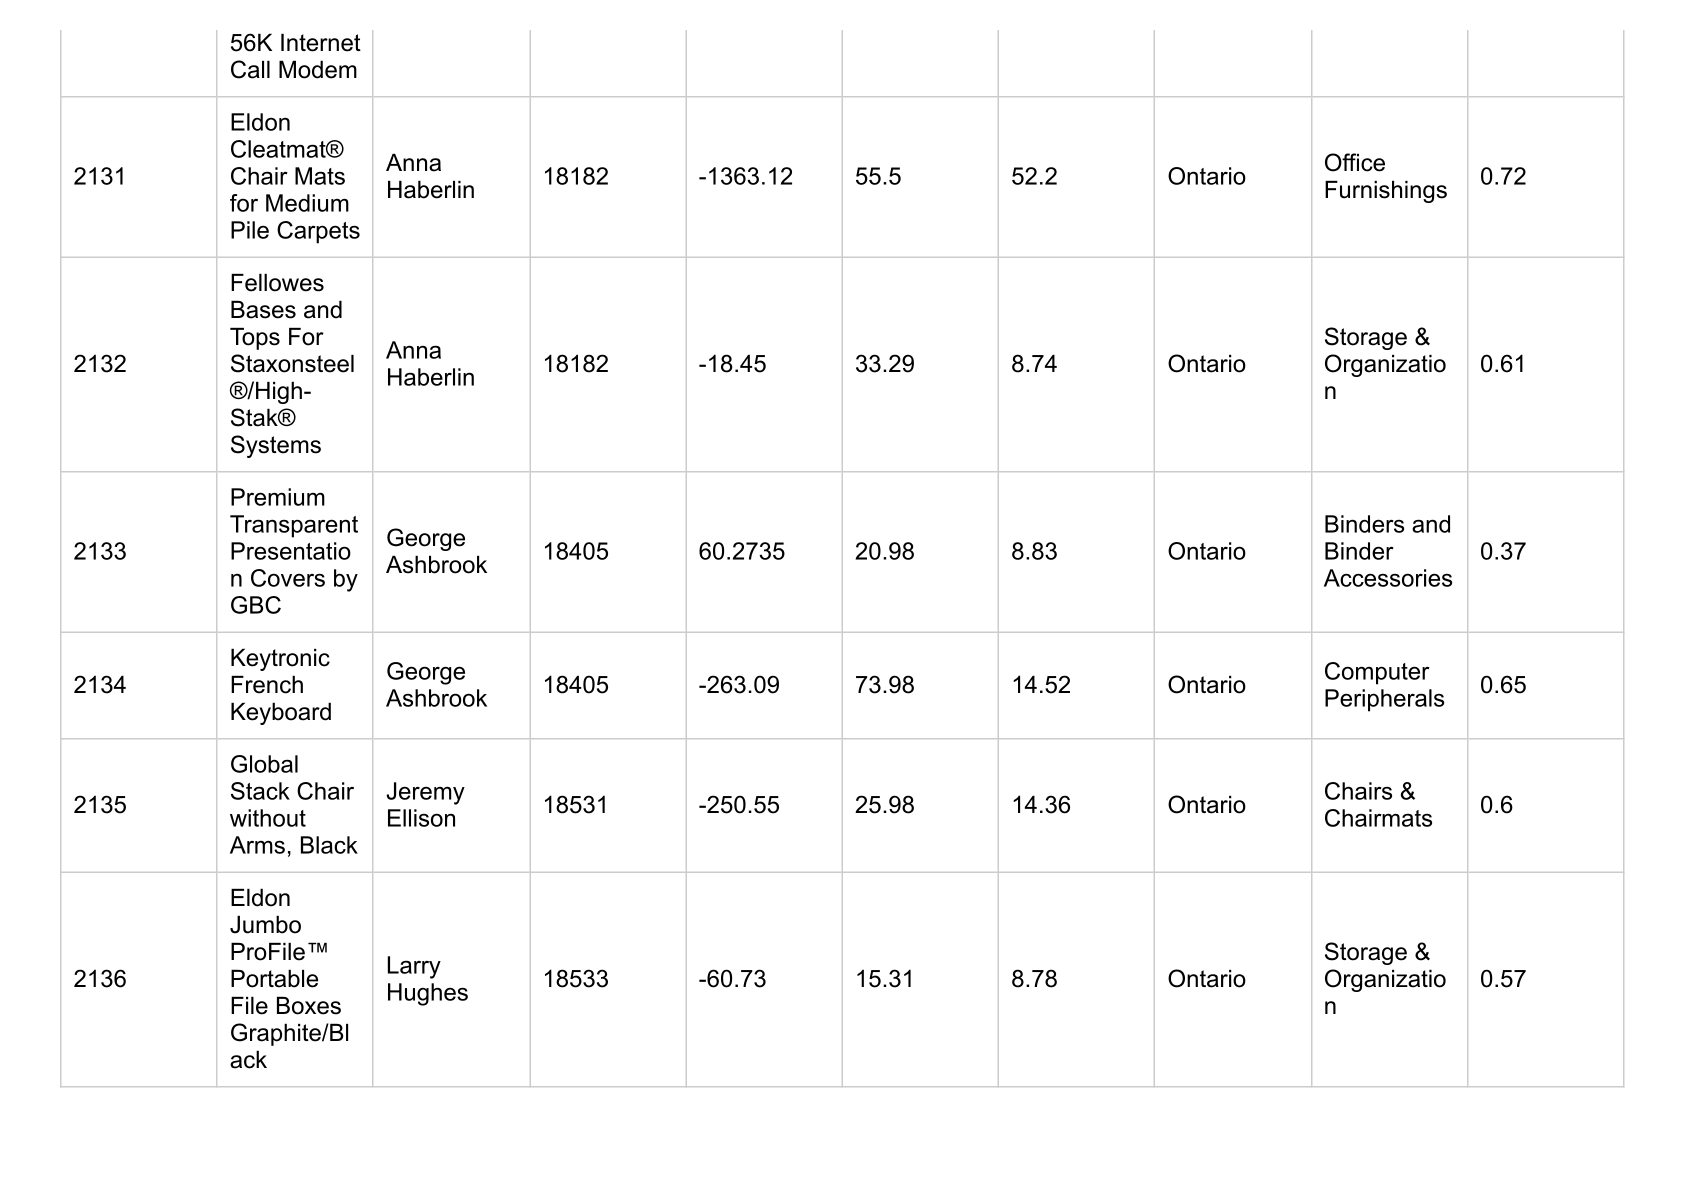 56K Internet
Call Modem
2131
Eldon
Cleatmat®
Chair Mats
for Medium
Pile Carpets
Anna
Haberlin
18182
-1363.12
55.5
52.2
Ontario
Office
Furnishings
0.72
2132
Fellowes
Bases and
Tops For
Staxonsteel
®/High-
Stak®
Systems
Anna
Haberlin
18182
-18.45
33.29
8.74
Ontario
Storage &
Organizatio
n
0.61
2133
Premium
Transparent
Presentatio
n Covers by
GBC
George
Ashbrook
18405
60.2735
20.98
8.83
Ontario
Binders and
Binder
Accessories
0.37
2134
Keytronic
French
Keyboard
George
Ashbrook
18405
-263.09
73.98
14.52
Ontario
Computer
Peripherals
0.65
2135
Global
Stack Chair
without
Arms, Black
Jeremy
Ellison
18531
-250.55
25.98
14.36
Ontario
Chairs &
Chairmats
0.6
2136
Eldon
Jumbo
ProFile™
Portable
File Boxes
Graphite/Bl
ack
Larry
Hughes
18533
-60.73
15.31
8.78
Ontario
Storage &
Organizatio
n
0.57